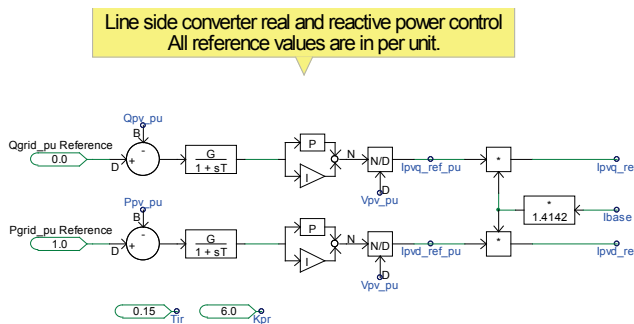 Line side converter real and reactive power control
All reference values are in per unit.
Qpv_pu
B
Qgrid_pu Reference
0.0
D
+
-
G
1 + sT
P
I
N
N/D
D
Vpv_pu
Ipvq_ref_pu
*
Ipvq_re
Ppv_pu
B
Pgrid_pu Reference
1.0
D
+
-
G
1 + sT
P
I
N
N/D
D
Vpv_pu
Ipvd_ref_pu
*
Ipvd_re
*
1.4142
Ibase
0.15
Tir
6.0
Kpr